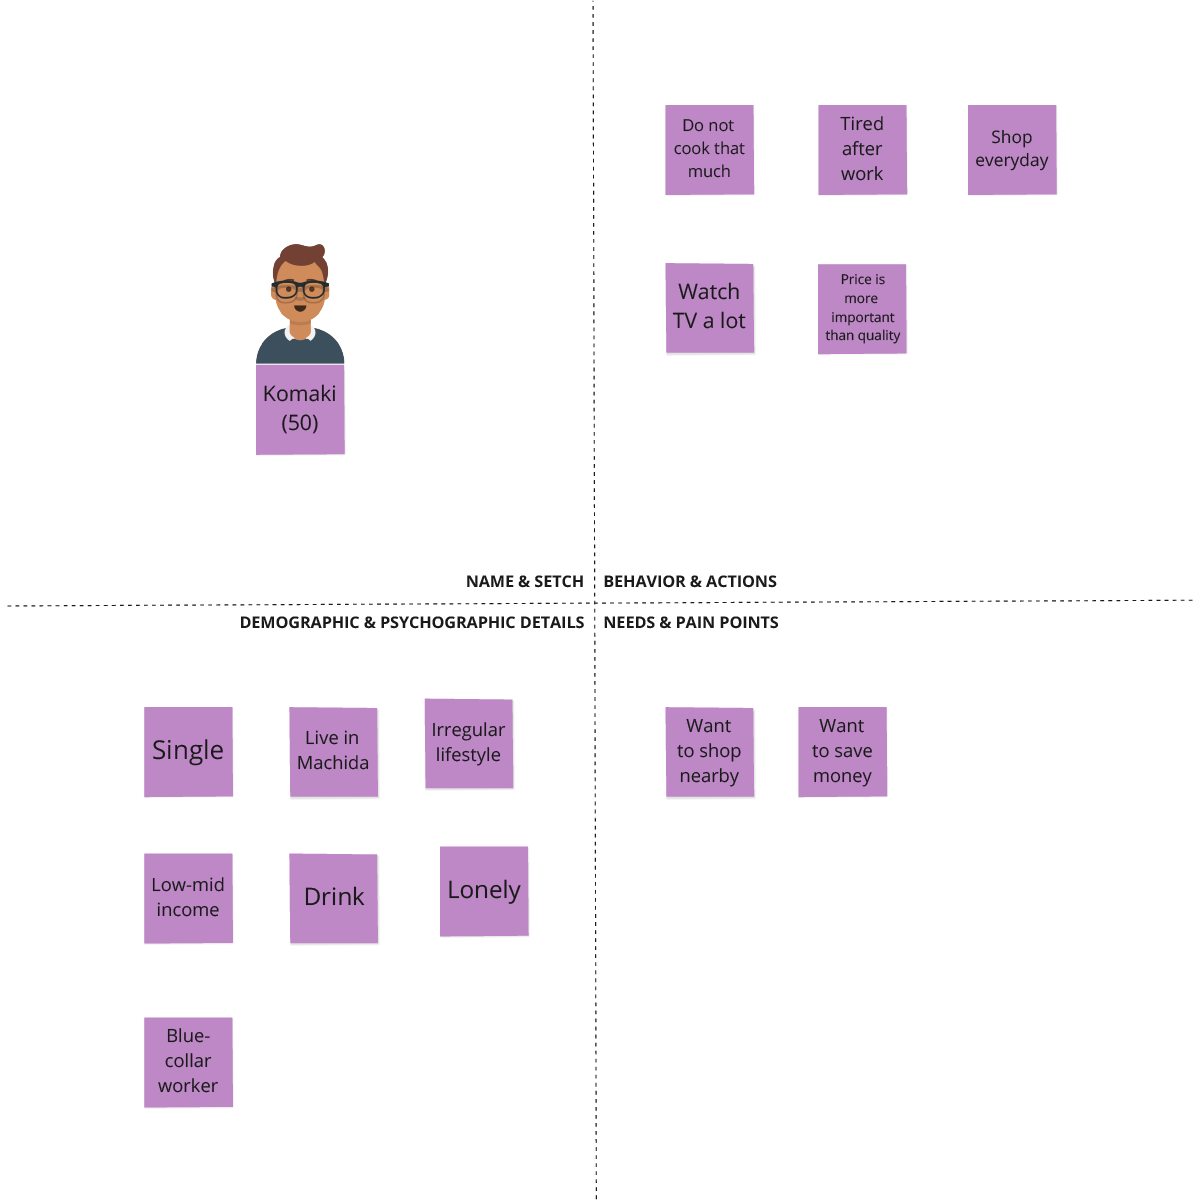 Do not
cook that
much
Tired
after
work
Shop
everyday
Watch
TV a lot
Price is
more
important
than quality
Komaki
(50)
NAME & SETCH
BEHAVIOR & ACTIONS
DEMOGRAPHIC & PSYCHOGRAPHIC DETAILS
NEEDS & PAIN POINTS
Single
Live in
Machida
Irregular
lifestyle
Low-mid
income
Drink
Lonely
Blue-
collar
worker
Want
to shop
nearby
Want
to save
money